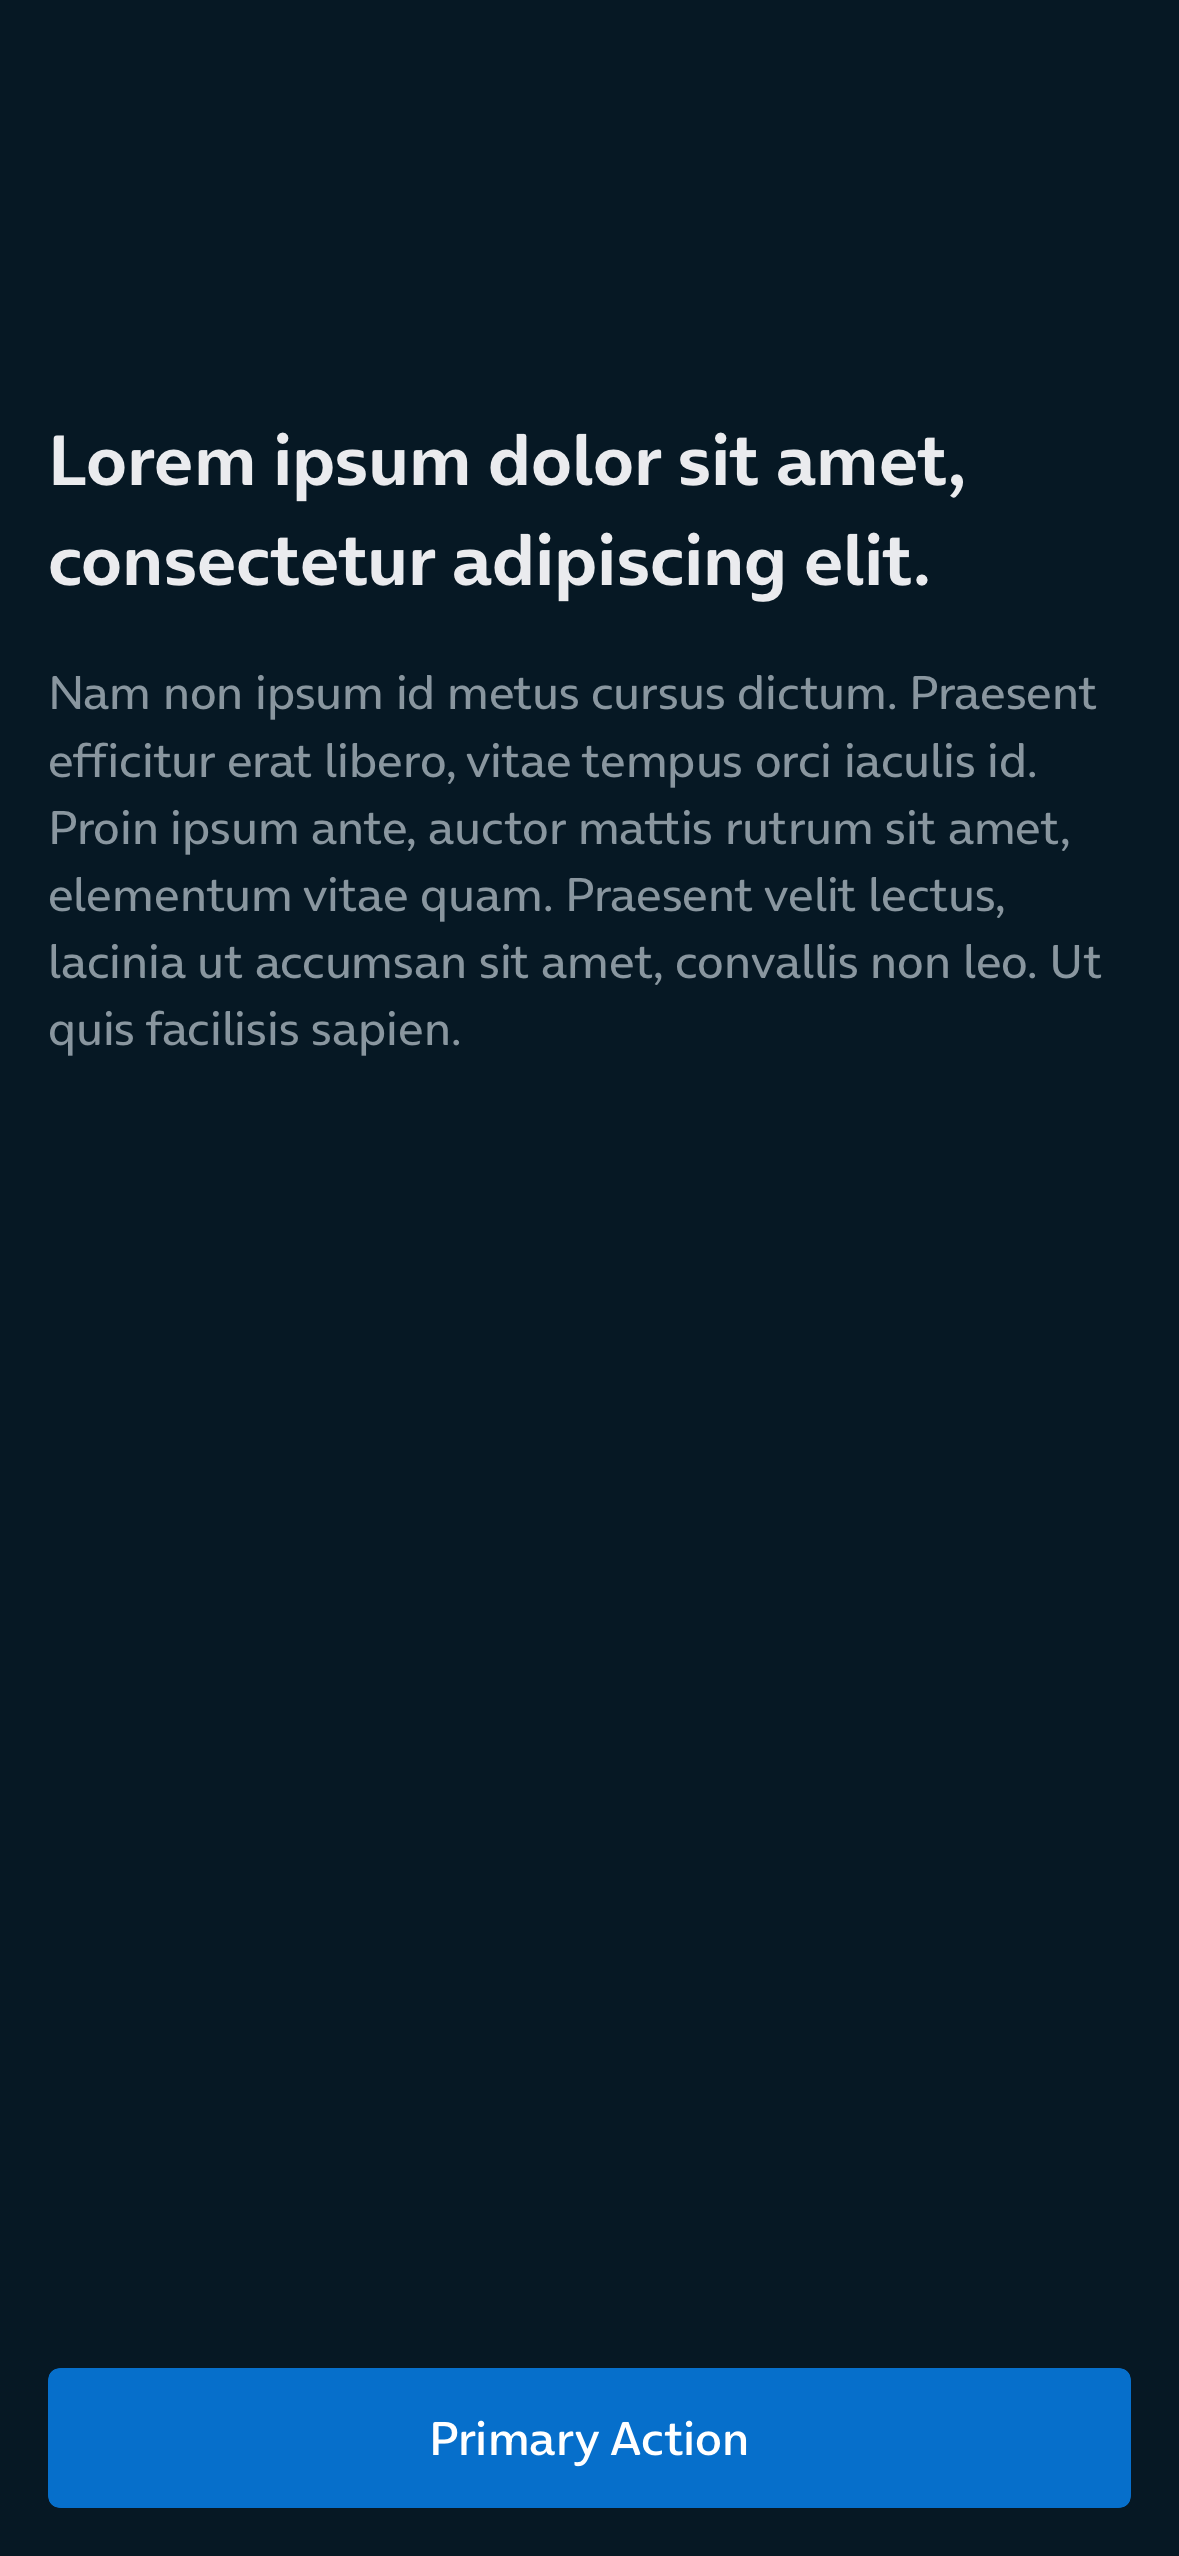 Lorem ipsum dolor sit amet,
consectetur adipiscing elit.
Nam non ipsum id metus cursus dictum. Praesent
efficitur erat libero, vitae tempus orci iaculis id.
Proin ipsum ante, auctor mattis rutrum sit amet,
elementum vitae quam. Praesent velit lectus,
lacinia ut accumsan sit amet, convallis non leo. Ut
quis facilisis sapien.
Primary Action